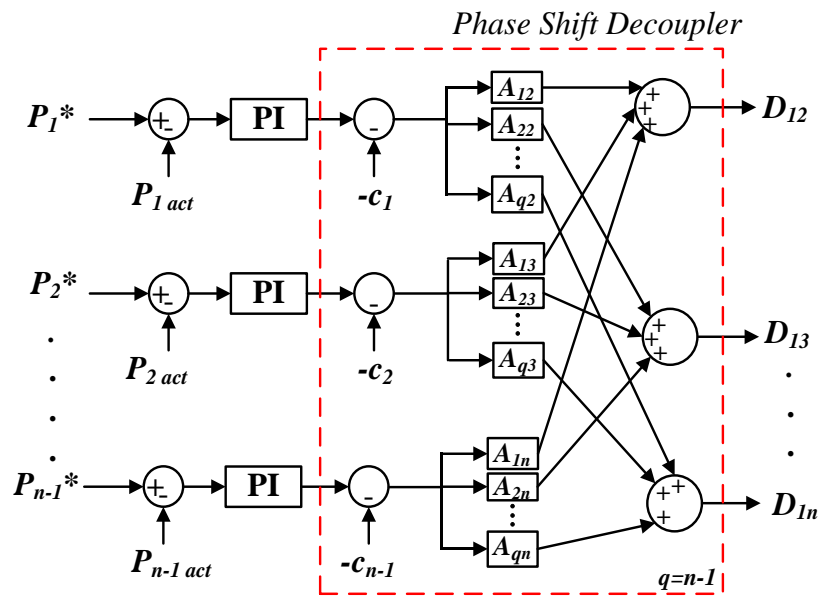 Phase Shift Decoupler
P1*
+
-
PI
P1 act
-
-c1
A12
A22
Aq2
+
+
+
D12
P2*
+
-
PI
P2 act
-
-c2
A13
A23
Aq3
+
+
+
D13
Pn-1*
+
-
PI
Pn-1 act
-
-cn-1
A1n
A2n
Aqn
+
+
+
D1n
q=n-1